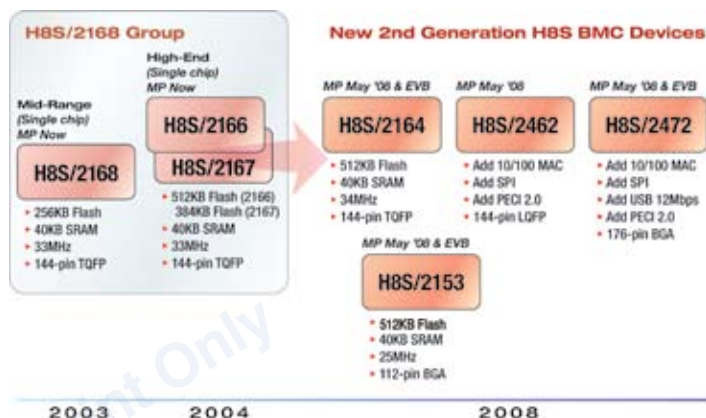 H8S/2168 Group
New 2nd Generation H8S BMC Devices
High-End
(Single chip)
MP Now
Mid-Range
(Single chip)
MP Now
H8S/2166
H8S/2167
H8S/2168
• 256KB Flash
• 40KB SRAM
• 33MHz
• 144-pin TQFP
• 512KB Flash (2166)
384KB Flash (2167)
• 40KB SRAM
• 33MHz
• 144-pin TQFP
MP May '08 & EVB
H8S/2164
• 512KB Flash
• 40KB SRAM
• 34MHz
• 144-pin TQFP
MP May '08
H8S/2462
• Add 10/100 MAC
• Add SPI
• Add PECI 2.0
• 144-pin LQFP
MP May '08 & EVB
H8S/2472
• Add 10/100 MAC
• Add SPI
• Add USB 12Mbps
• Add PECI 2.0
• 176-pin BGA
MP May '08 & EVB
H8S/2153
• 512KB Flash
• 40KB SRAM
• 25MHz
• 112-pin BGA
int Only
2003
2004
2008